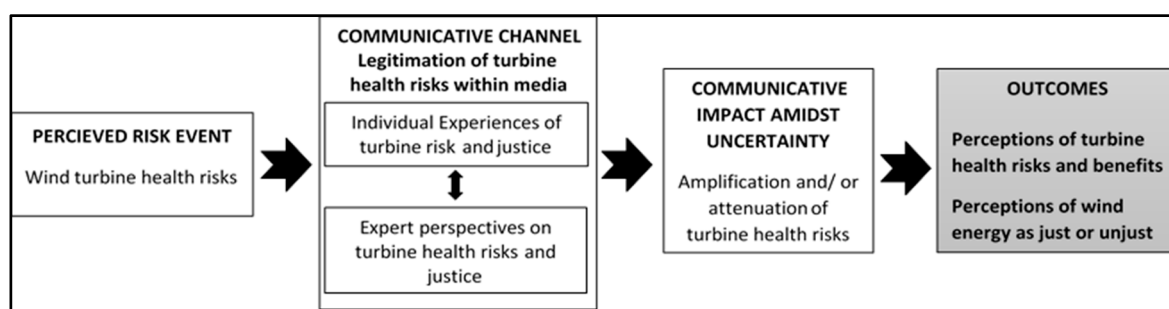 PERCIEVED RISK EVENT
Wind turbine health risks
COMMUNICATIVE CHANNEL
Legitimation of turbine
health risks within media
Individual Experiences of
turbine risk and justice
Expert perspectives on
turbine health risks and
justice
COMMUNICATIVE
IMPACT AMIDST
UNCERTAINTY
Amplification and/ or
attenuation of
turbine health risks
OUTCOMES
Perceptions of turbine
health risks and benefits
Perceptions of wind
energy as just or unjust